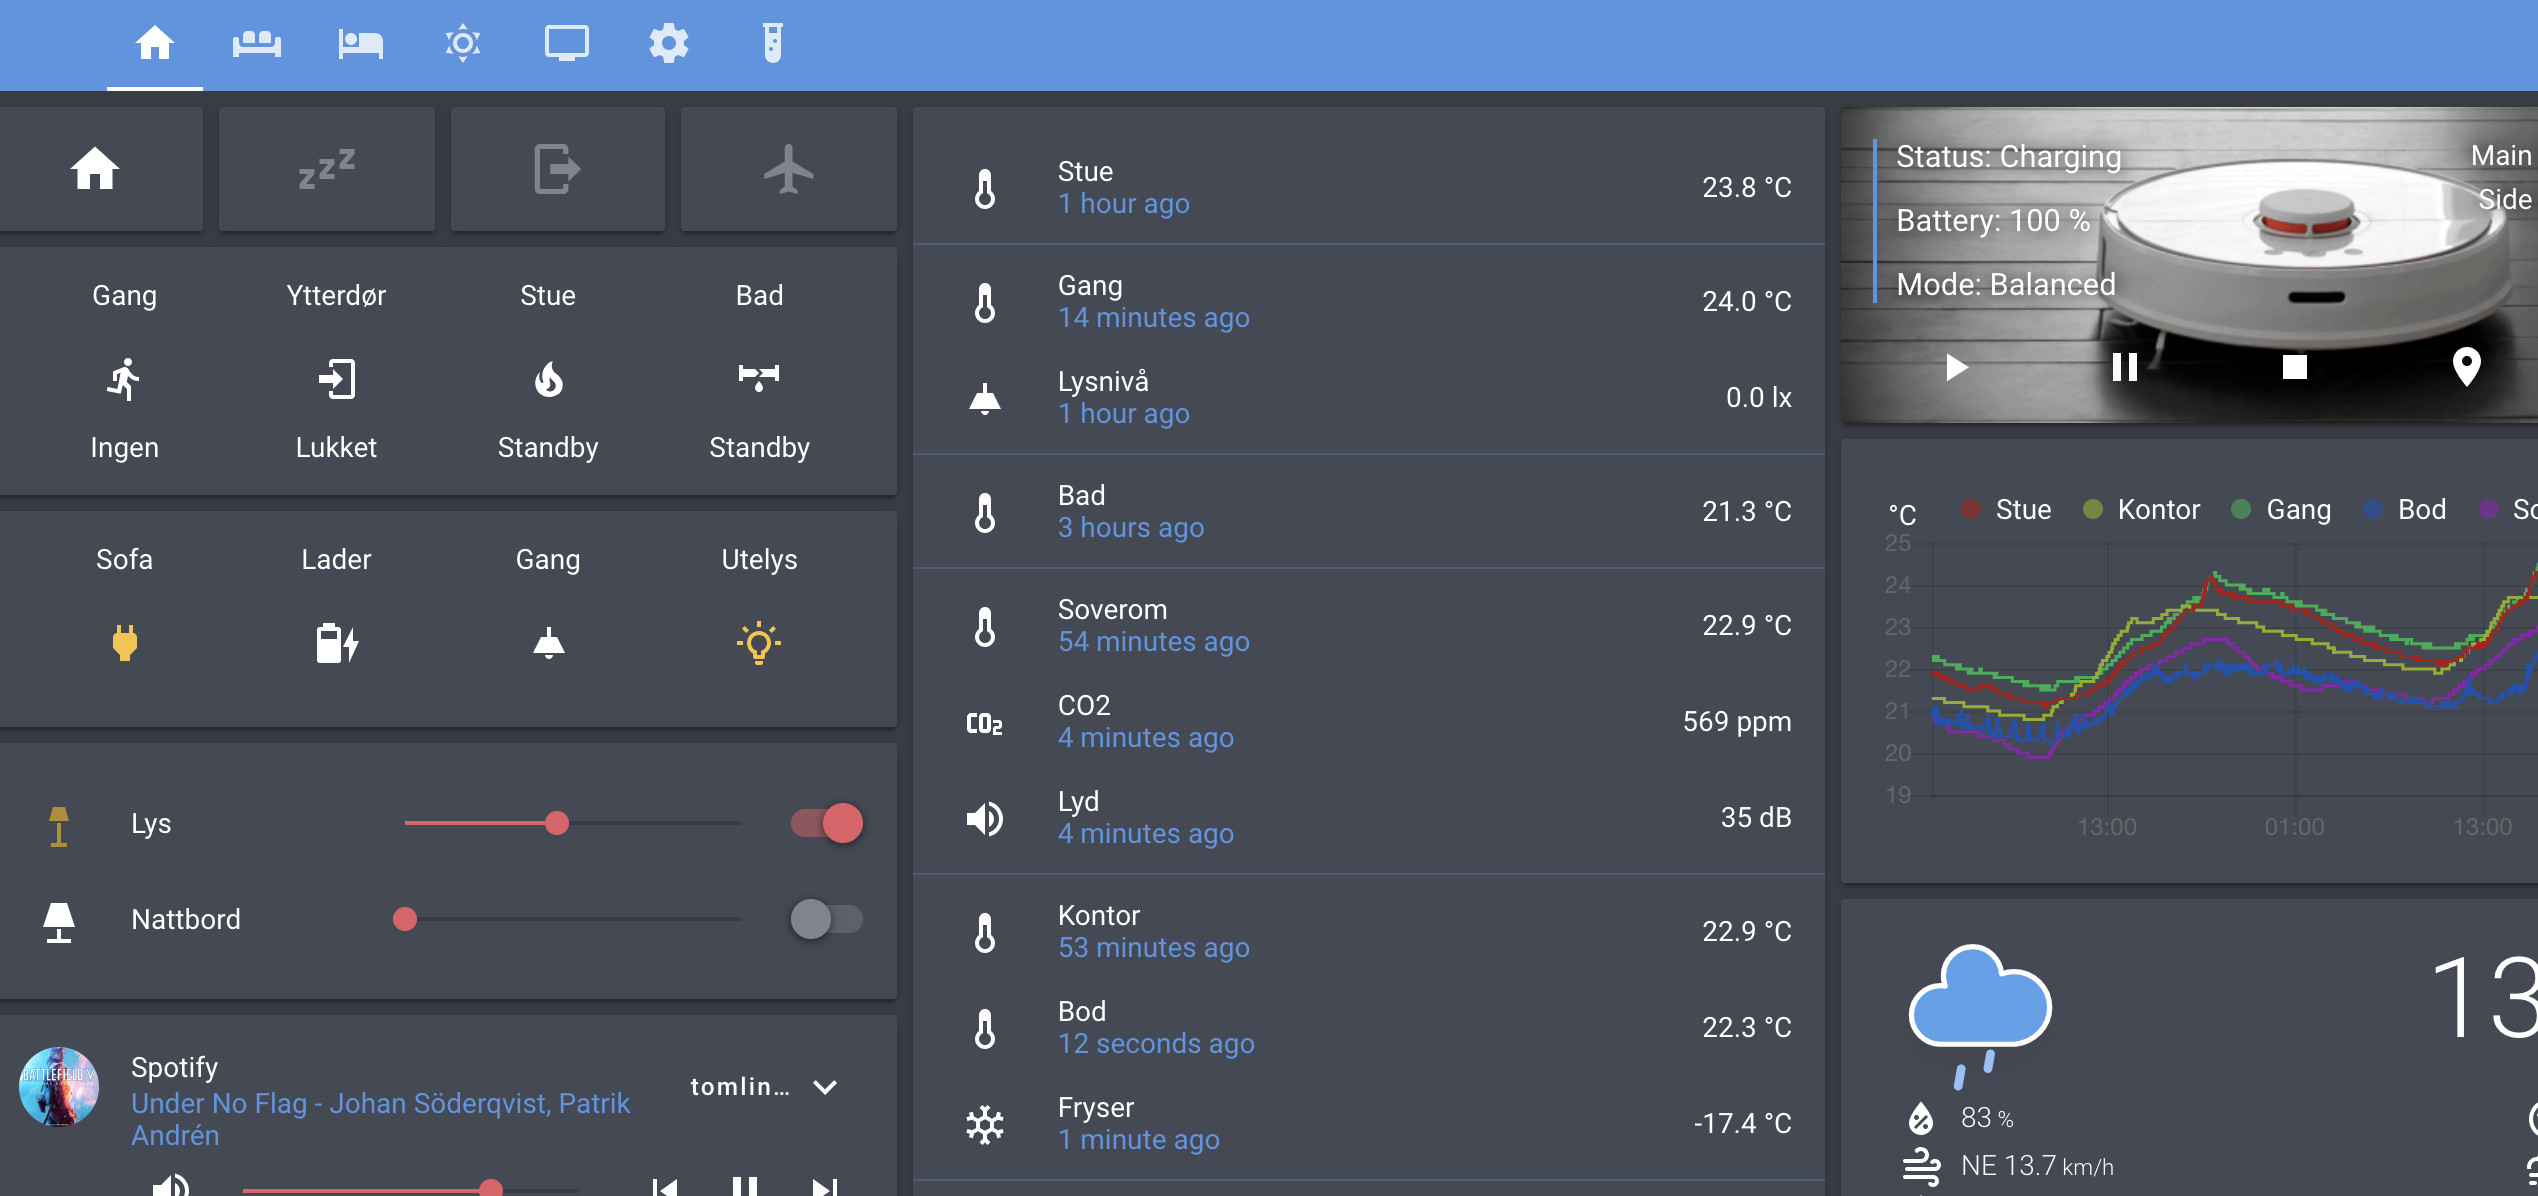 Gang
Ytterdør
Stue
Bad
Ingen
Lukket
Standby
Standby
Sofa
Lader
Gang
Utelys
Lys
Nattbord
BATTLEFIELD V
Spotify
Under No Flag - Johan Söderqvist, Patrik
Andrén
tomlin...
Stue
1 hour ago
23.8 °C
Gang
14 minutes ago
24.0 °C
Lysnivå
1 hour ago
0.0 lx
Bad
3 hours ago
21.3 °C
Soverom
54 minutes ago
22.9 °C
CO2
CO2
4 minutes ago
569 ppm
Lyd
4 minutes ago
35 dB
Kontor
53 minutes ago
22.9 °C
Bod
12 seconds ago
22.3 °C
Fryser
1 minute ago
-17.4 °C
Status: Charging
Battery: 100 %
Mode: Balanced
Main
Side
°C
Stue
Kontor
Gang
Bod
25
24
23
22
21
20
19
13:00
01:00
13:00
13
83 %
NE 13.7 km/h